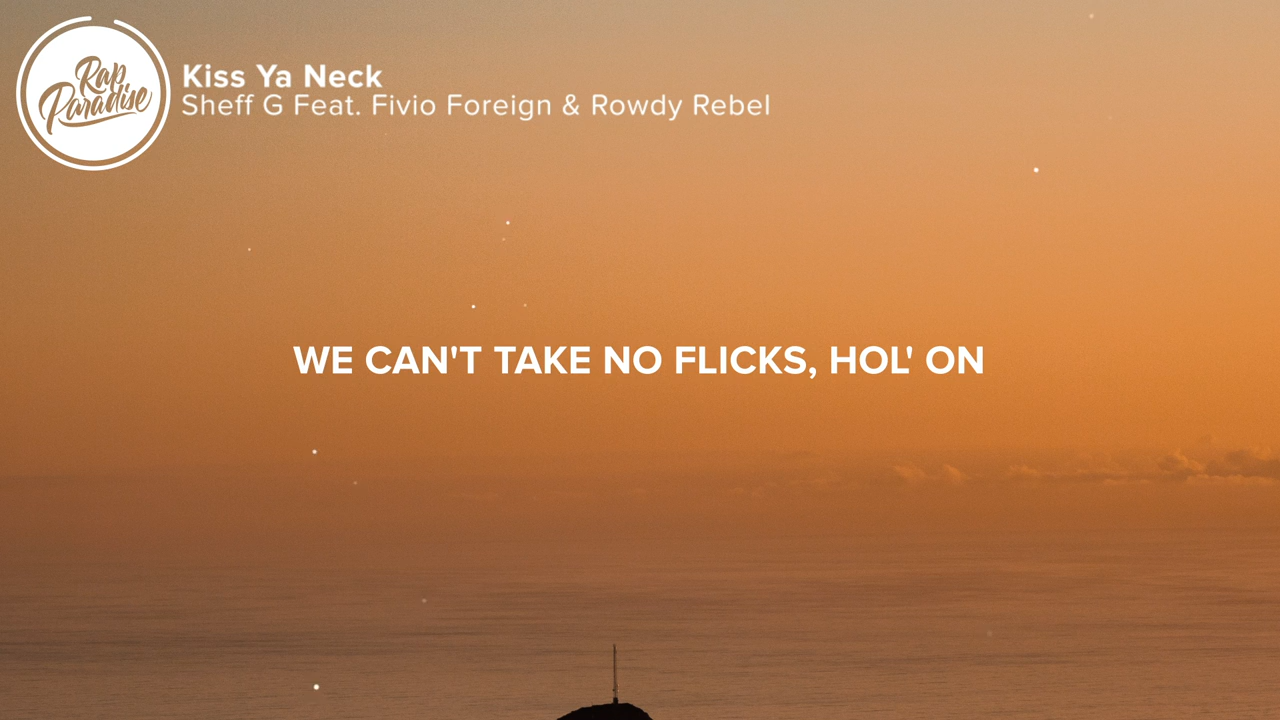 Rap
Paradise
Kiss Ya Neck
Sheff G Feat. Fivio Foreign & Rowdy Rebel
WE CAN'T TAKE NO FLICKS, HOL' ON